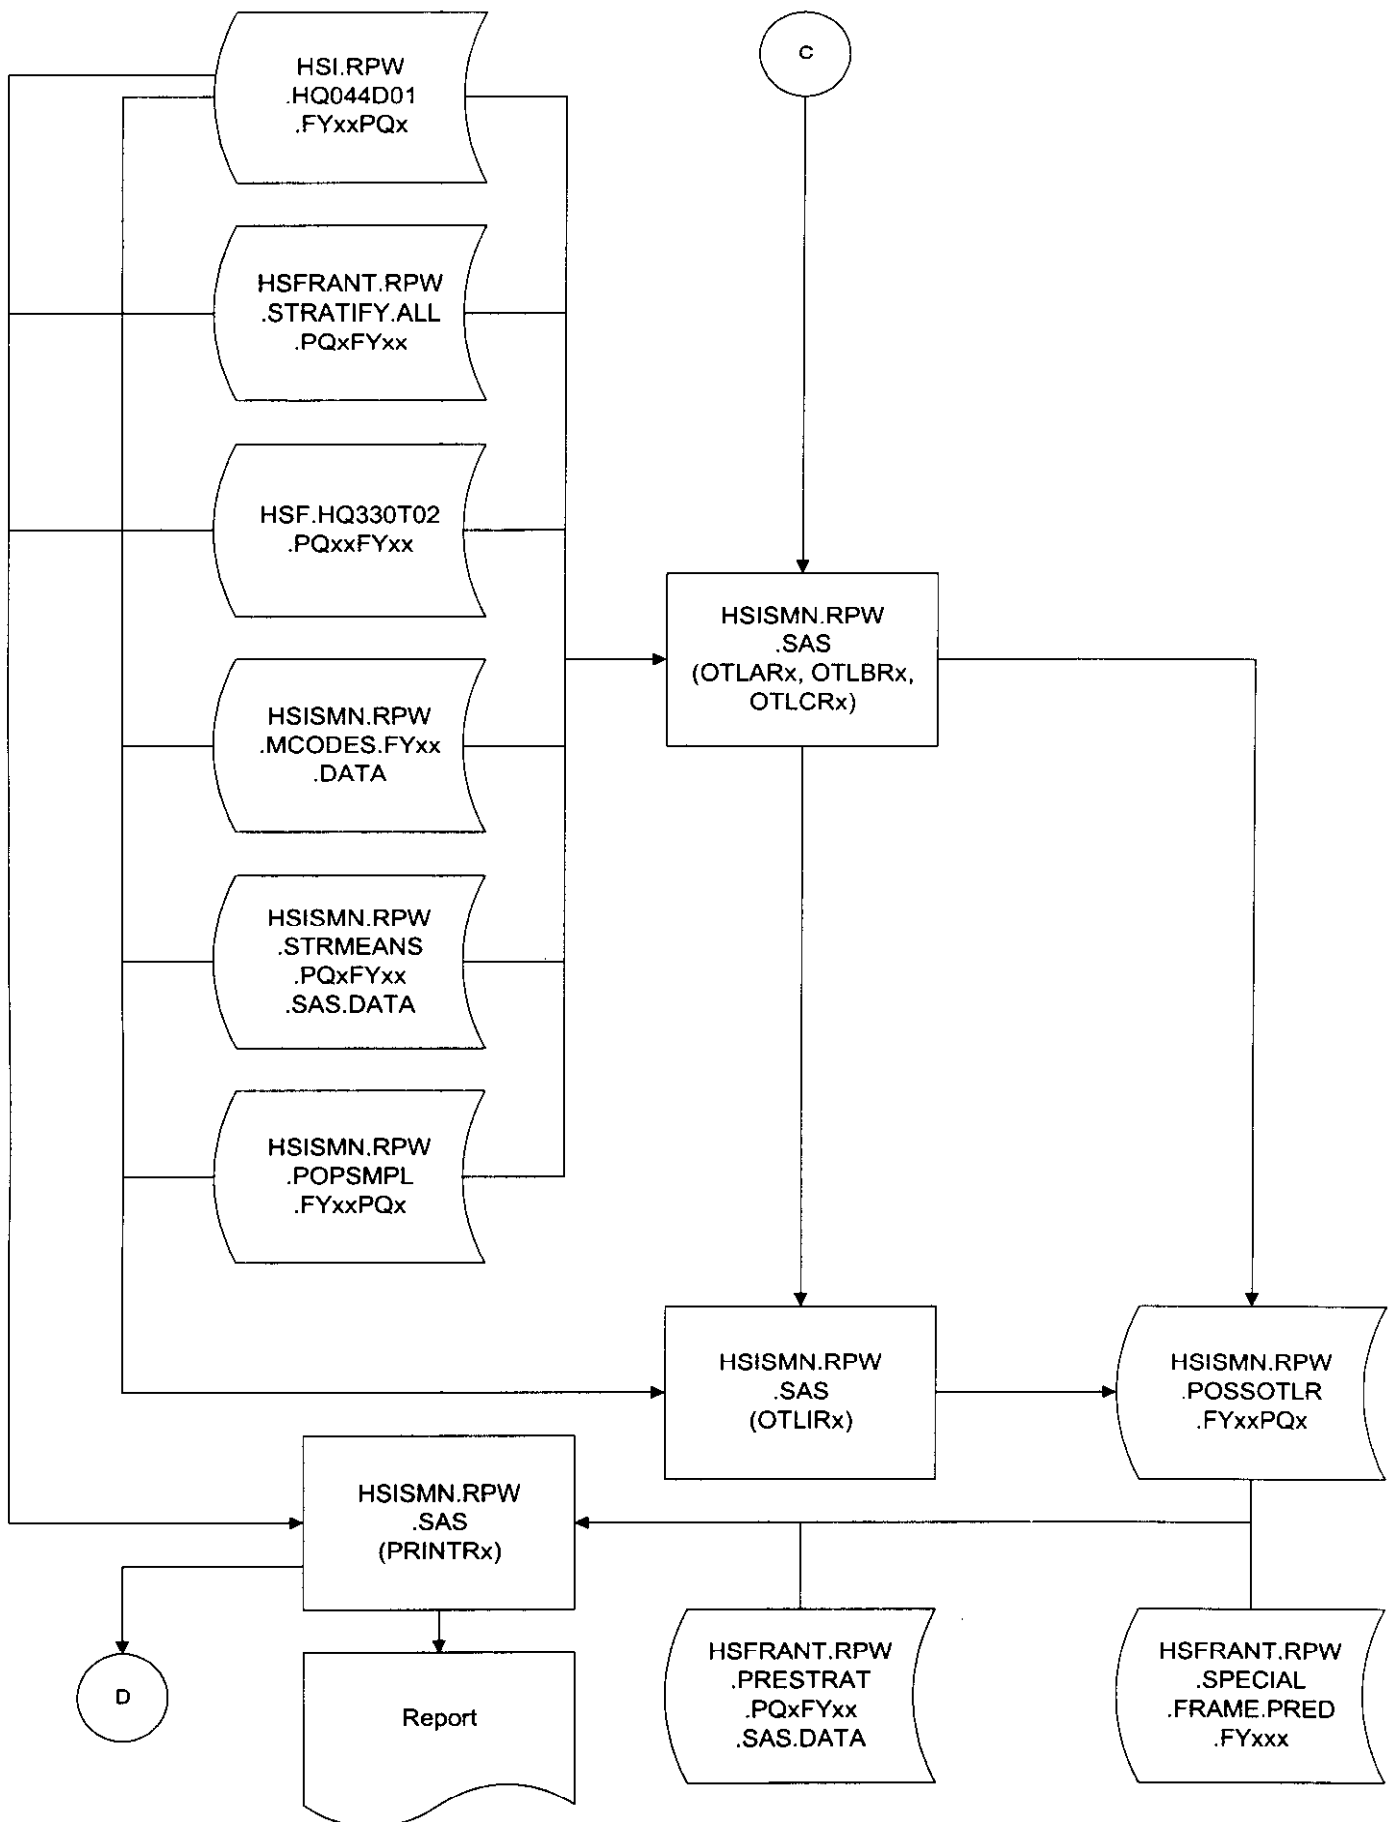 HSI.RPW
.HQ044D01
.FYxxPQx
C
HSFRANT.RPW
.STRATIFY.ALL
.PQxFYxx
HSF.HQ330T02
.PQxxFYxx
HSISMN.RPW
.SAS
(OTLARx, OTLBRx,
OTLCRx)
HSISMN.RPW
.MCODES.FYxx
.DATA
HSISMN.RPW
.STRMEANS
.PQxFYxx
.SAS.DATA
HSISMN.RPW
.POPSMPL
.FYxxPQx
HSISMN.RPW
.SAS
(OTLIRx)
HSISMN.RPW
.POSSOTLR
.FYxxPQx
HSISMN.RPW
.SAS
(PRINTRx)
D
Report
HSFRANT.RPW
.PRESTRAT
.PQxFYxx
.SAS.DATA
HSFRANT.RPW
.SPECIAL
.FRAME.PRED
.FYxxx